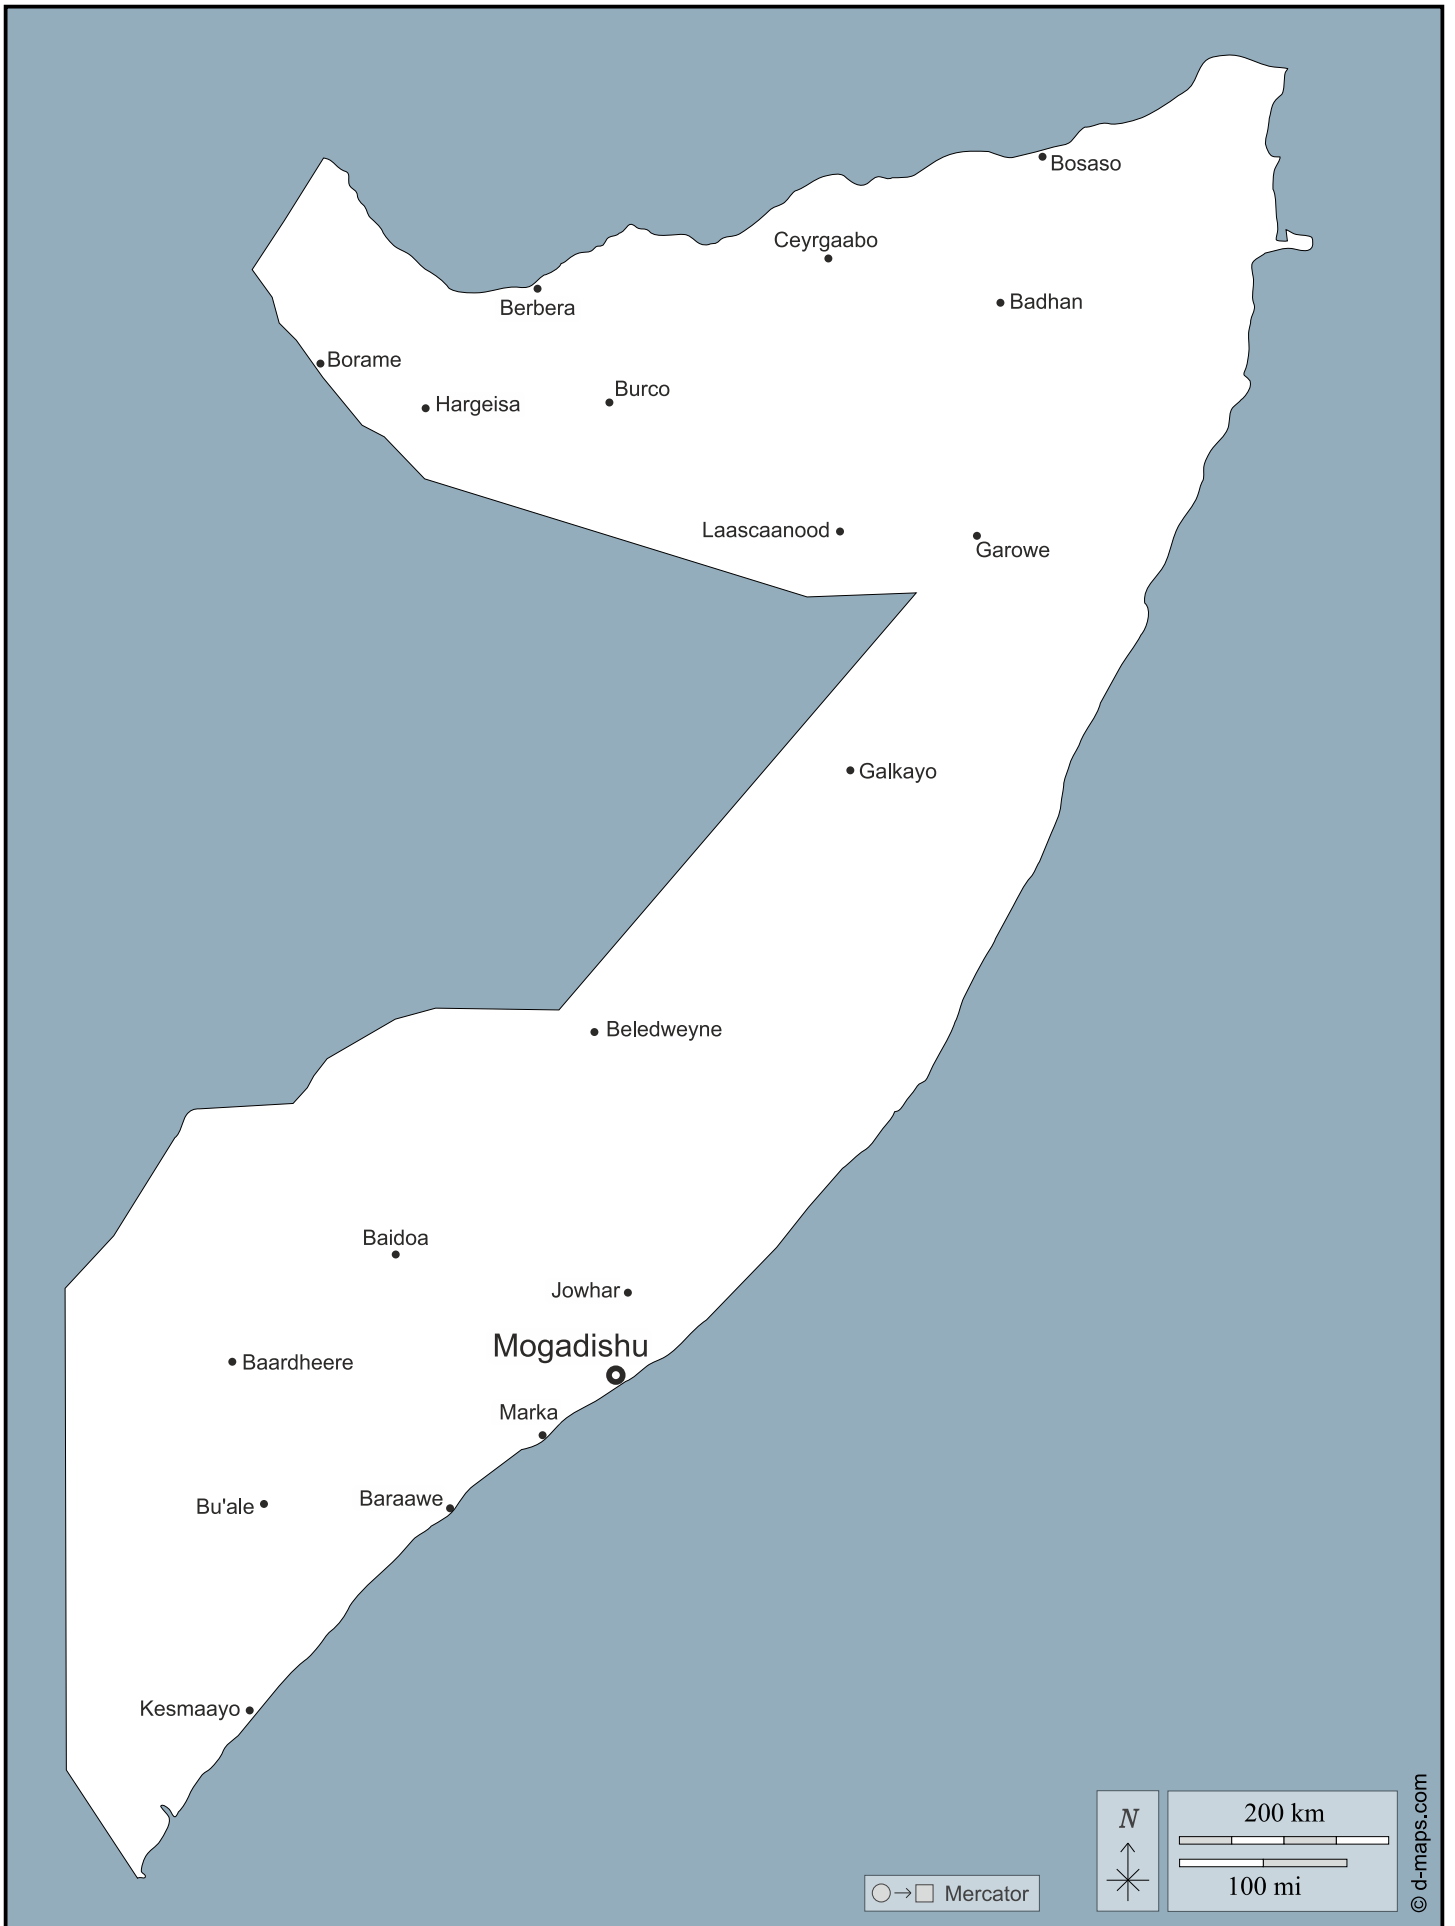 Bosaso
Ceyrgaabo
Badhan
Berbera
Borame
Burco
Hargeisa
Laascaanood
Garowe
Galkayo
Beledweyne
Baidoa
Jowhar
Mogadishu
Baardheere
Marka
Baraawe
Bu'ale
Kesmaayo
N
200 km
100 mi
Mercator
© d-maps.com